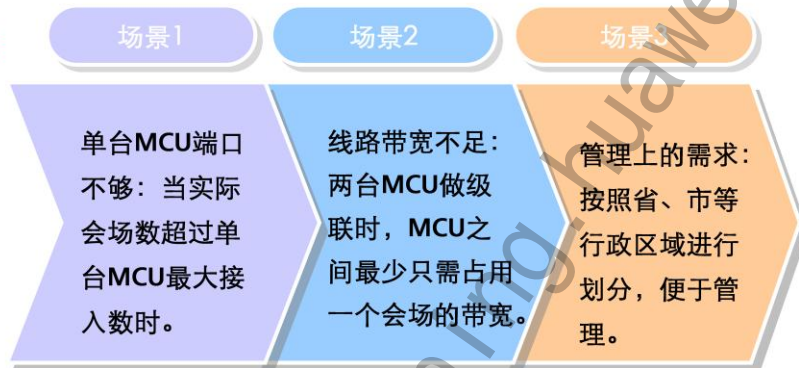 场景1
场景2
场景3
单台MCU端口
不够：当实际
会场数超过单
台MCU最大接
入数时。
线路带宽不足：
两台MCU做级
联时，MCU之
间最少只需占用
一个会场的带宽。
管理上的需求：
按照省、市等
行政区域进行
划分，便于管
理。
ning.huawe